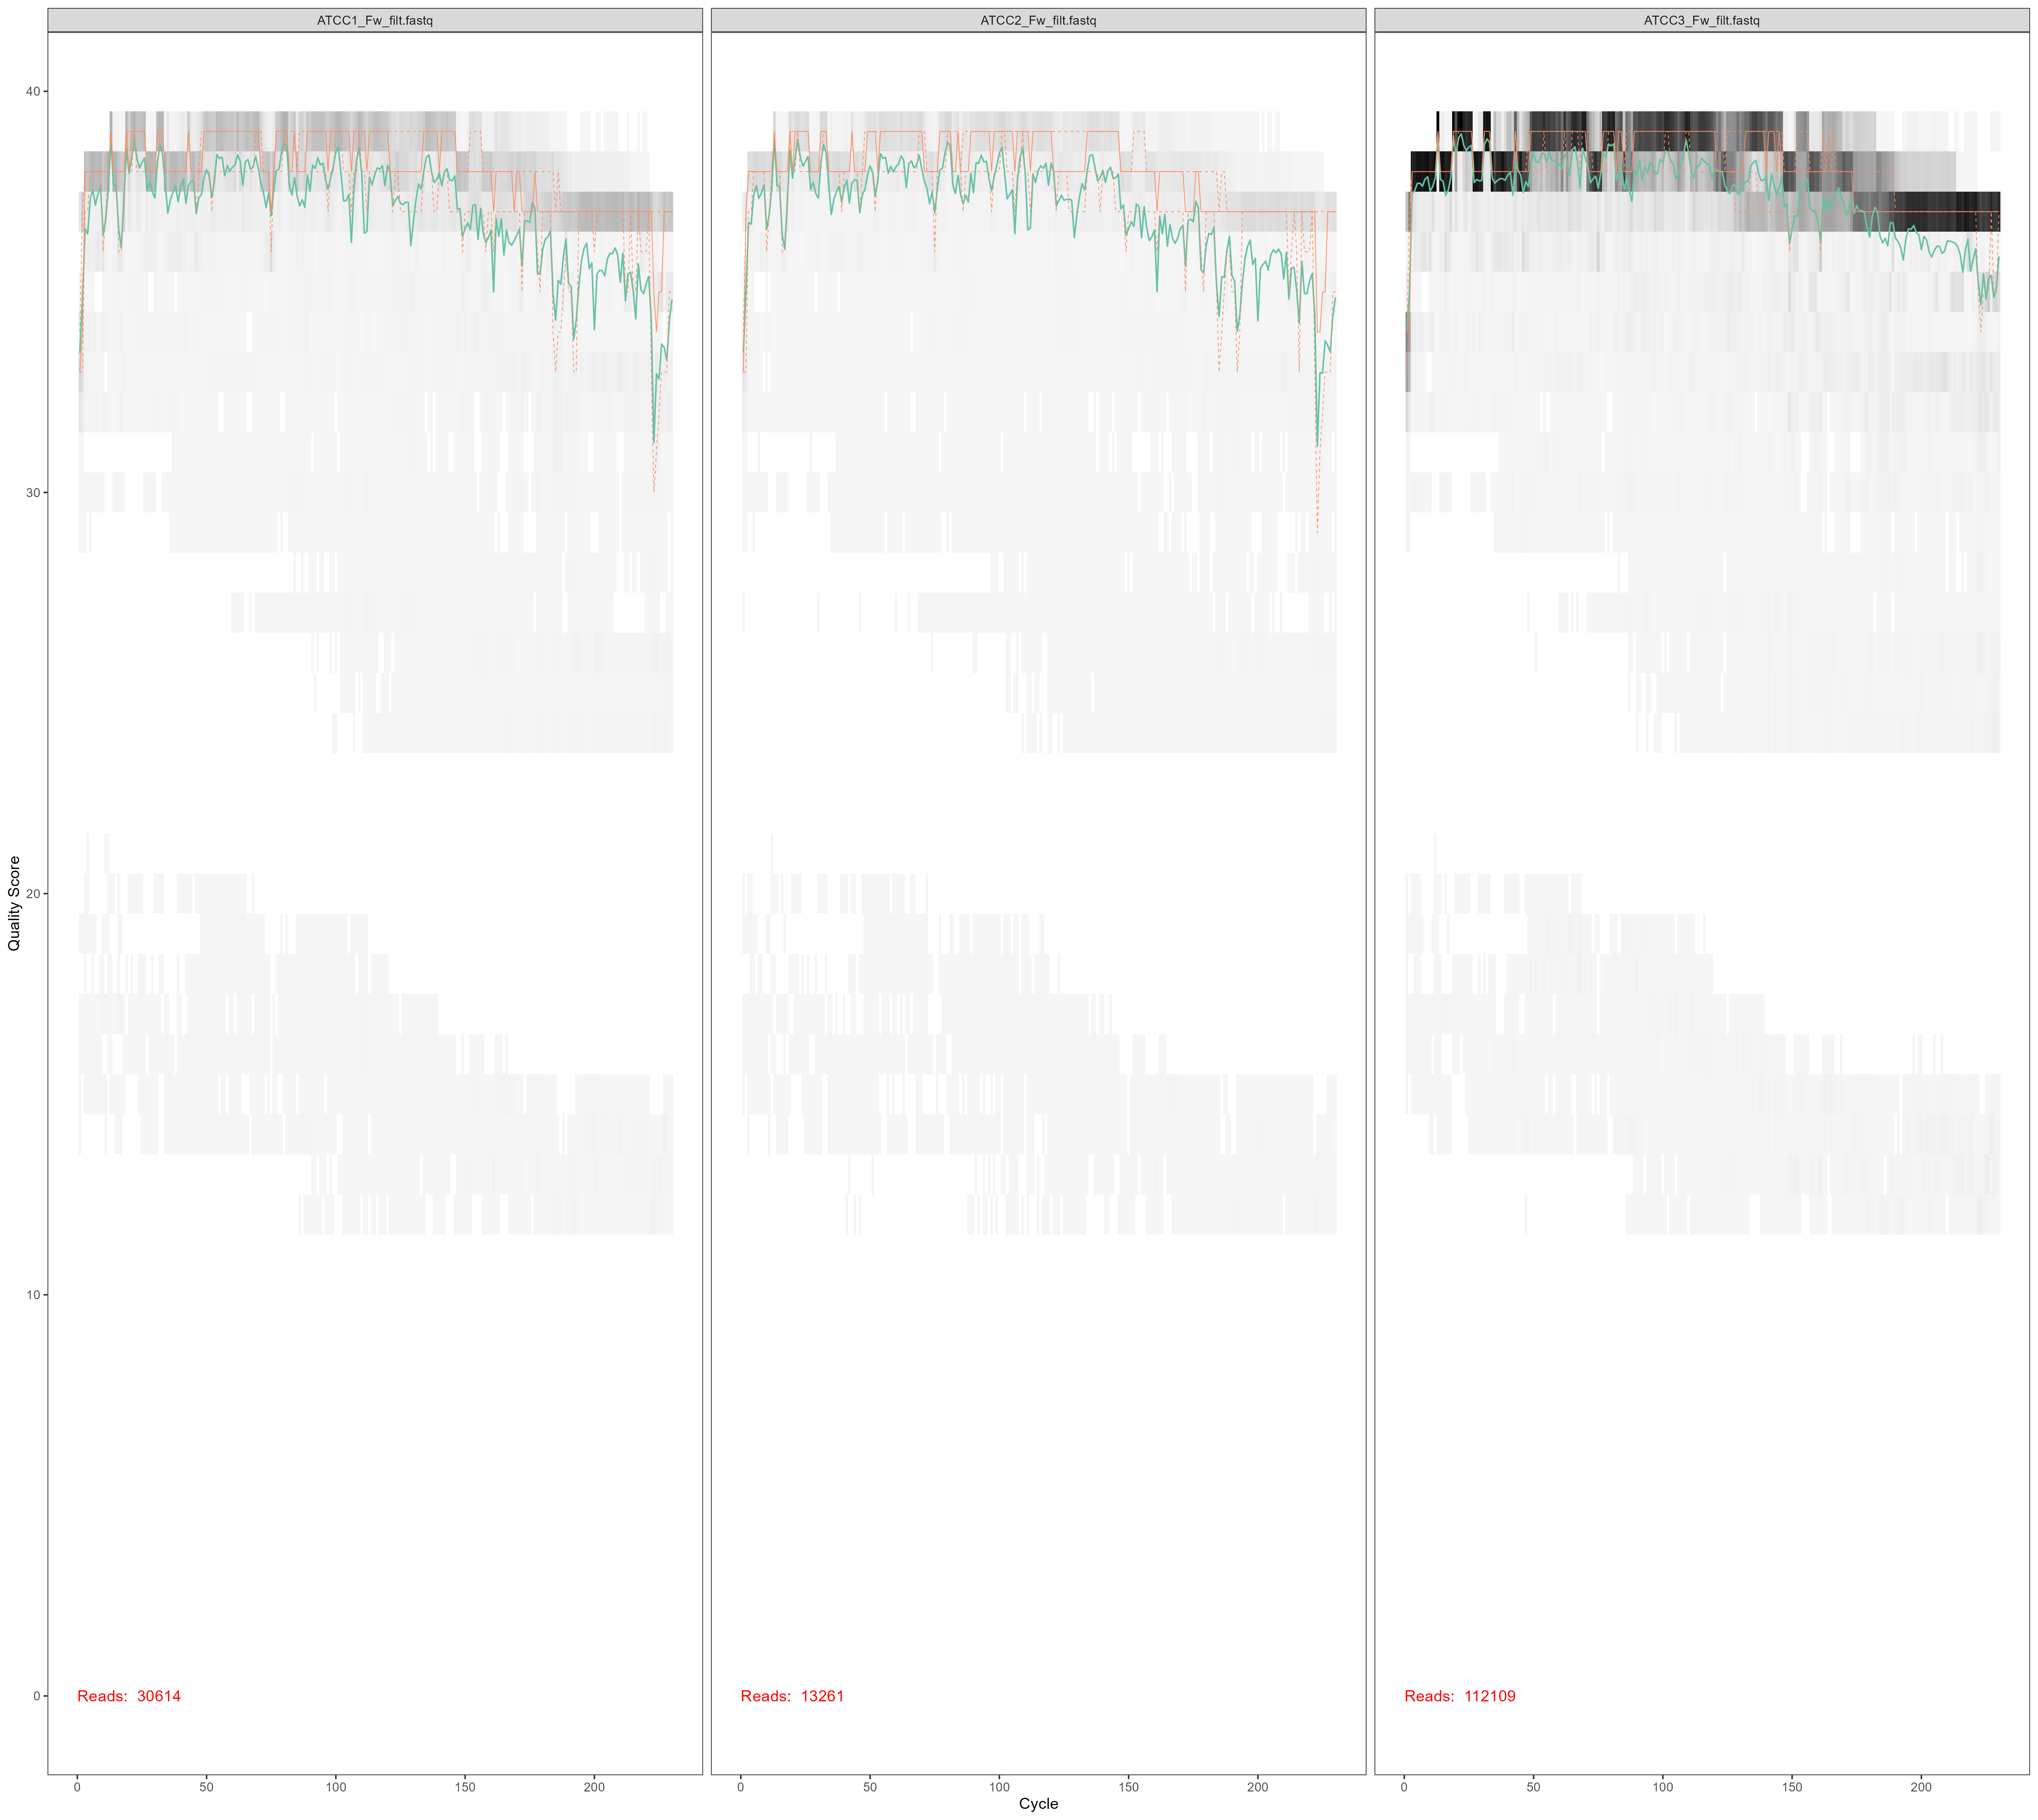 ATCC1_Fw_filt.fastq
ATCC2_Fw_filt.fastq
ATCC3_Fw_filt.fastq
Quality Score
40
30
20
10
0
Reads: 30614
Reads: 13261
Reads: 112109
0 50 100 150 200
0 50 100 150 200
0 50 100 150 200
Cycle